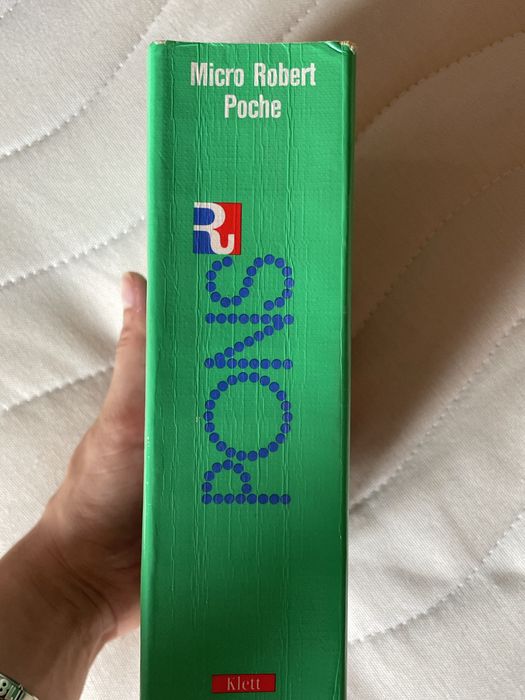 Micro Robert
Poche
R
PONS
Klett